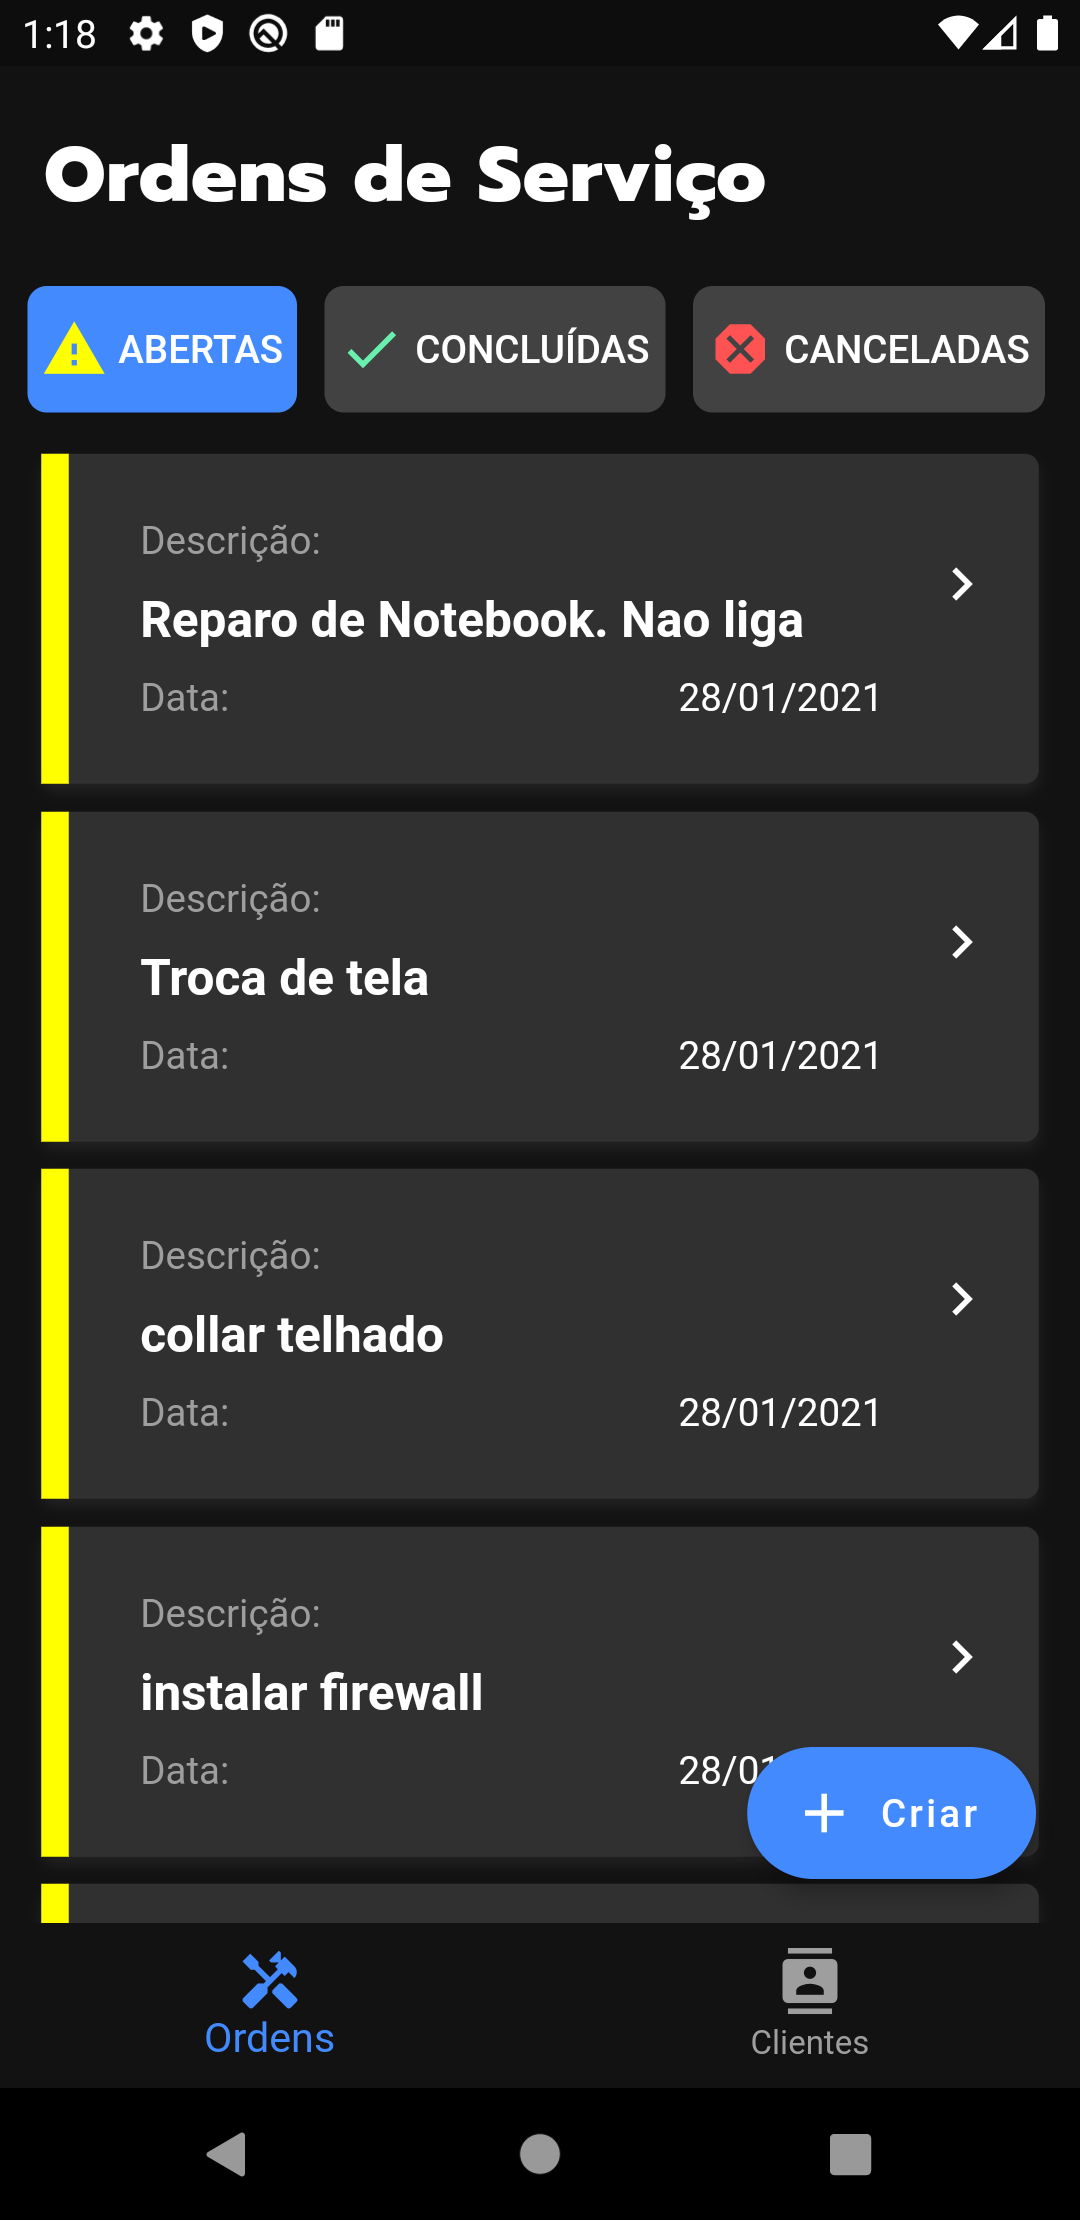 1:18
Ordens de Serviço
ABERTAS CONCLUÍDAS CANCELADAS
Descrição:
Reparo de Notebook. Nao liga
Data: 28/01/2021
Descrição:
Troca de tela
Data: 28/01/2021
Descrição:
collar telhado
Data: 28/01/2021
Descrição:
instalar firewall
Data: 28/01
Criar
Ordens Clientes